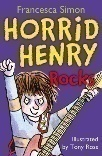 Francesca Simon
HORRID
HENRY
Rocks
Illustrated
by Tony Ross